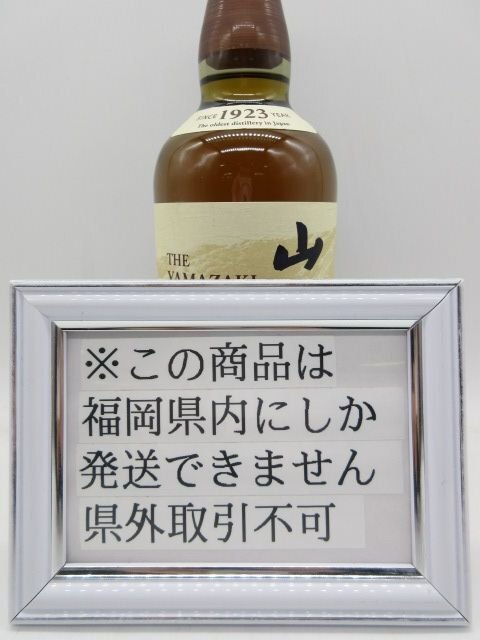 SINCE 1923 YEAR
The oldest distillery in Japan
THE
YAMAZAKI
山
※この商品は
福岡県内にしか
発送できません
県外取引不可